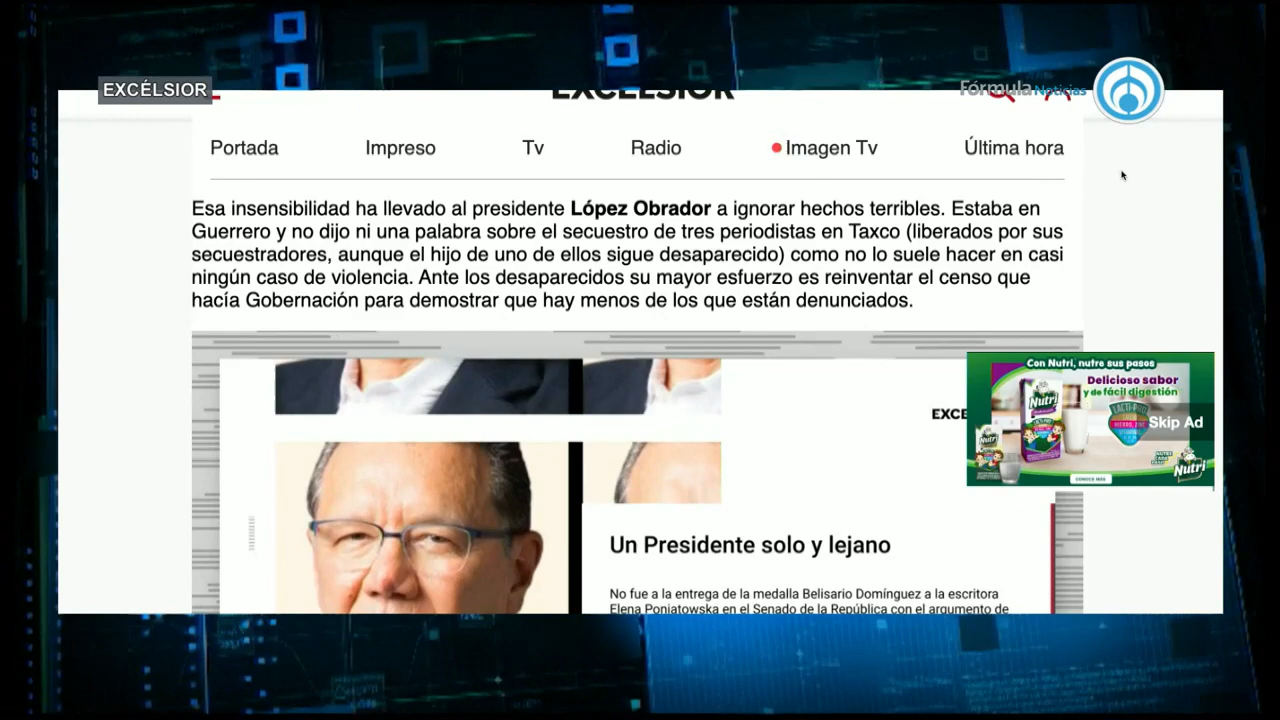 EXCÉLSIOR
EXCELSIOR
Fórmula Noticias
Portada
Impreso
Tv
Radio
Imagen Tv
Última hora
Esa insensibilidad ha llevado al presidente López Obrador a ignorar hechos terribles. Estaba en
Guerrero y no dijo ni una palabra sobre el secuestro de tres periodistas en Taxco (liberados por sus
secuestradores, aunque el hijo de uno de ellos sigue desaparecido) como no lo suele hacer en casi
ningún caso de violencia. Ante los desaparecidos su mayor esfuerzo es reinventar el censo que
hacía Gobernación para demostrar que hay menos de los que están denunciados.
Con Nutri, nutre sus pasos
Delicioso sabor
y de fácil digestión
Nutri
LACTI-PRO
Skip Ad
Nutri
Nutri
CONOCE MÁS
EXCE
Un Presidente solo y lejano
No fue a la entrega de la medalla Belisario Domínguez a la escritora
Elena Poniatowska en el Senado de la República con el argumento de